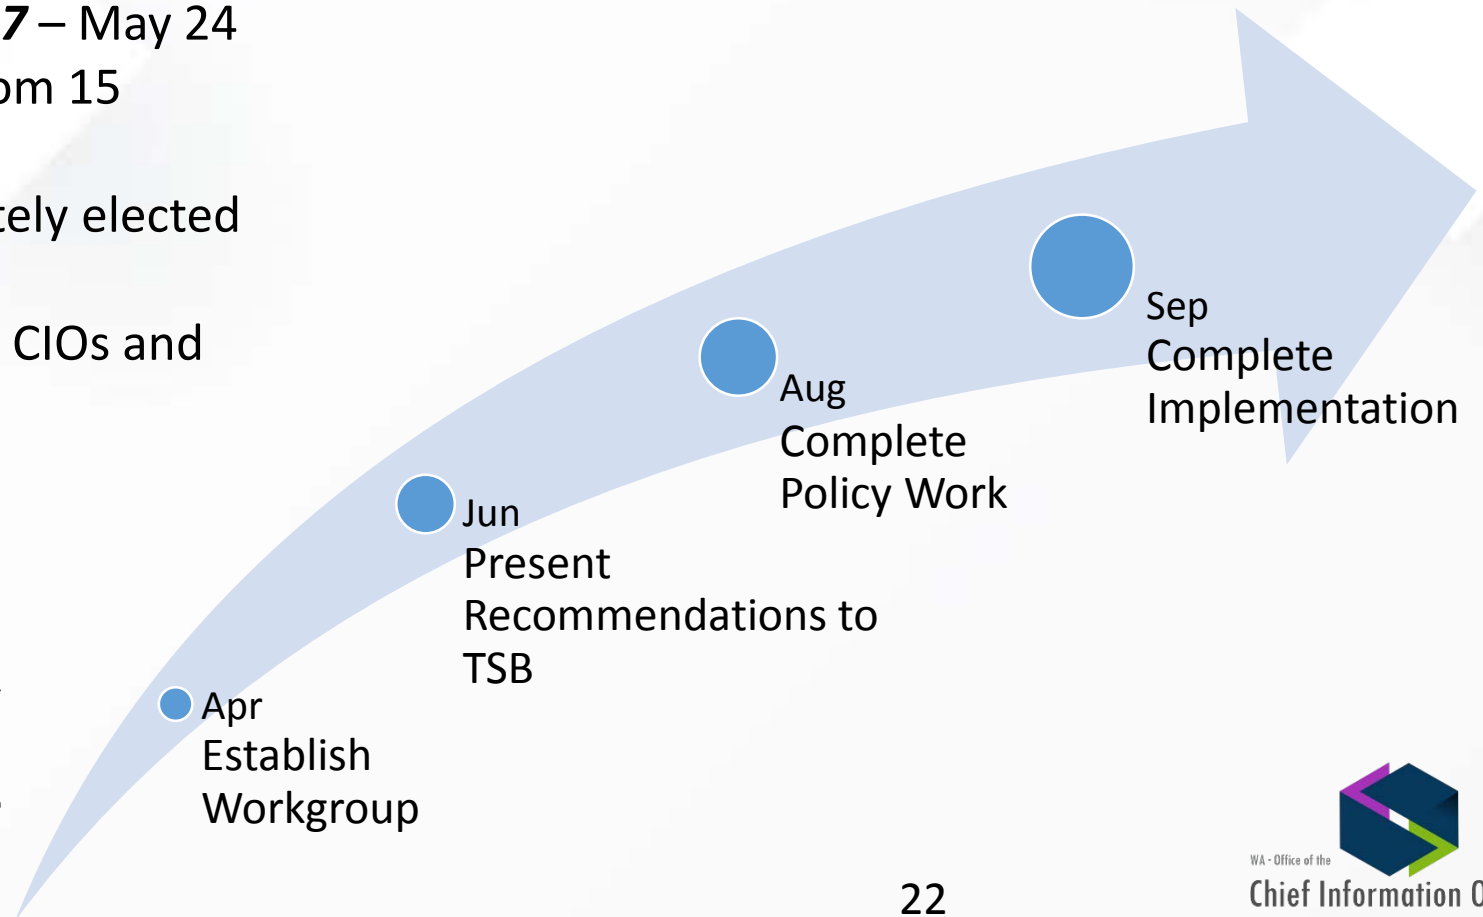 7 – May 24
om 15
tely elected
CIOs and
Sep
Complete
Implementation
Aug
Complete
Policy Work
Jun
Present
Recommendations to
TSB
Apr
Establish
Workgroup
WA - Office of the
Chief Information O
22